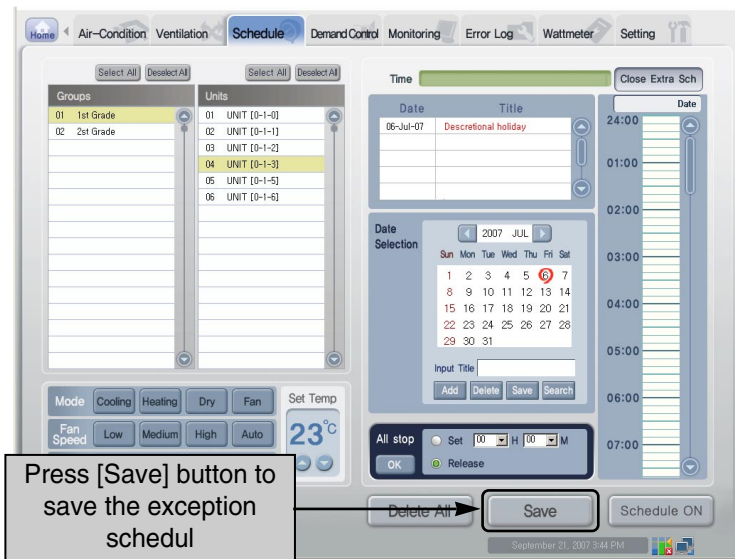 Home Air-Condition Ventilation Schedule Demand Control Monitoring Error Log Wattmeter Setting
Select All Deselect All Select All Deselect All
Groups Units
01 1st Grade
02 2st Grade
01 UNIT [0-1-0]
02 UNIT [0-1-1]
03 UNIT [0-1-2]
04 UNIT [0-1-3]
05 UNIT [0-1-5]
06 UNIT [0-1-6]
Mode Cooling Heating Dry Fan
Fan Speed Low Medium High Auto
Set Temp
23°C
Time
Close Extra Sch
Date Title
06-Jul-07 Descretional holiday
Date Selection
2007 JUL
Sun Mon Tue Wed Thu Fri Sat
1 2 3 4 5 6 7
8 9 10 11 12 13 14
15 16 17 18 19 20 21
22 23 24 25 26 27 28
29 30 31
Input Title
Add Delete Save Search
All stop Set 00 H 00 M
OK Release
Date
24:00
01:00
02:00
03:00
04:00
05:00
06:00
07:00
Press [Save] button to
save the exception
schedul
Delete All Save Schedule ON
September 21, 2007 3:44 PM